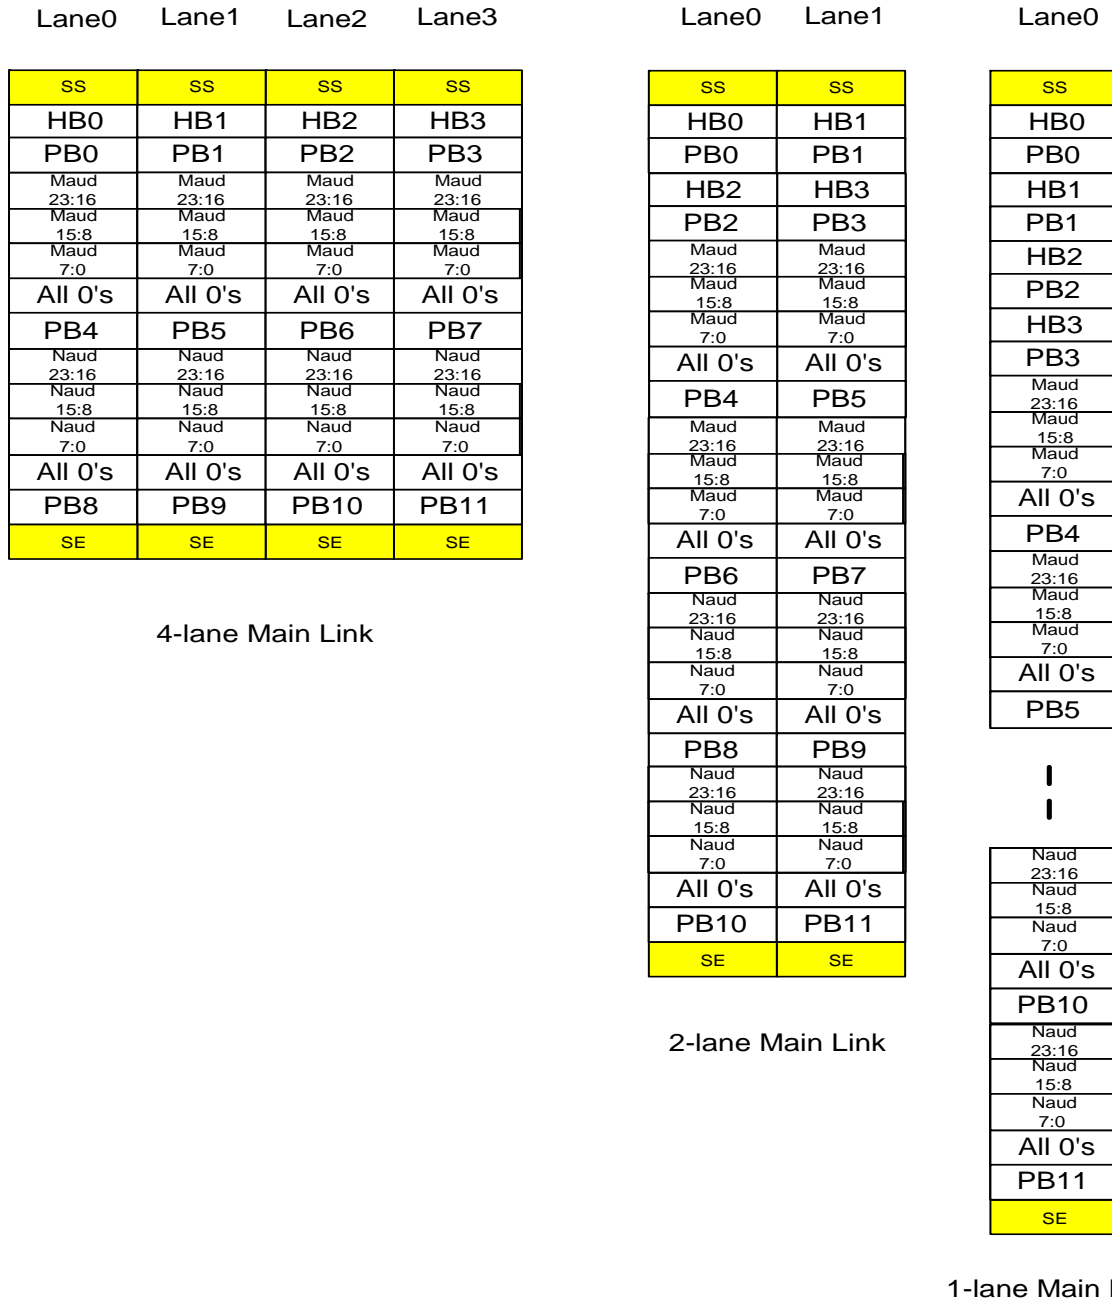 Lane0 Lane1 Lane2 Lane3
SS SS SS SS
HB0 HB1 HB2 HB3
PB0 PB1 PB2 PB3
Maud Maud Maud Maud
23:16 23:16 23:16 23:16
Maud Maud Maud Maud
15:8 15:8 15:8 15:8
Maud Maud Maud Maud
7:0 7:0 7:0 7:0
All 0's All 0's All 0's All 0's
PB4 PB5 PB6 PB7
Naud Naud Naud Naud
23:16 23:16 23:16 23:16
Naud Naud Naud Naud
15:8 15:8 15:8 15:8
Naud Naud Naud Naud
7:0 7:0 7:0 7:0
All 0's All 0's All 0's All 0's
PB8 PB9 PB10 PB11
SE SE SE SE
4-lane Main Link
Lane0 Lane1
SS SS
HB0 HB1
PB0 PB1
HB2 HB3
PB2 PB3
Maud Maud
23:16 23:16
Maud Maud
15:8 15:8
Maud Maud
7:0 7:0
All 0's All 0's
PB4 PB5
Maud Maud
23:16 23:16
Maud Maud
15:8 15:8
Maud Maud
7:0 7:0
All 0's All 0's
PB6 PB7
Naud Naud
23:16 23:16
Naud Naud
15:8 15:8
Naud Naud
7:0 7:0
All 0's All 0's
PB8 PB9
Naud Naud
23:16 23:16
Naud Naud
15:8 15:8
Naud Naud
7:0 7:0
All 0's All 0's
PB10 PB11
SE SE
2-lane Main Link
Lane0
SS
HB0
PB0
HB1
PB1
HB2
PB2
HB3
PB3
Maud
23:16
Maud
15:8
Maud
7:0
All 0's
PB4
Maud
23:16
Maud
15:8
Maud
7:0
All 0's
PB5
Naud
23:16
Naud
15:8
Naud
7:0
All 0's
PB10
Naud
23:16
Naud
15:8
Naud
7:0
All 0's
PB11
SE
1-lane Main